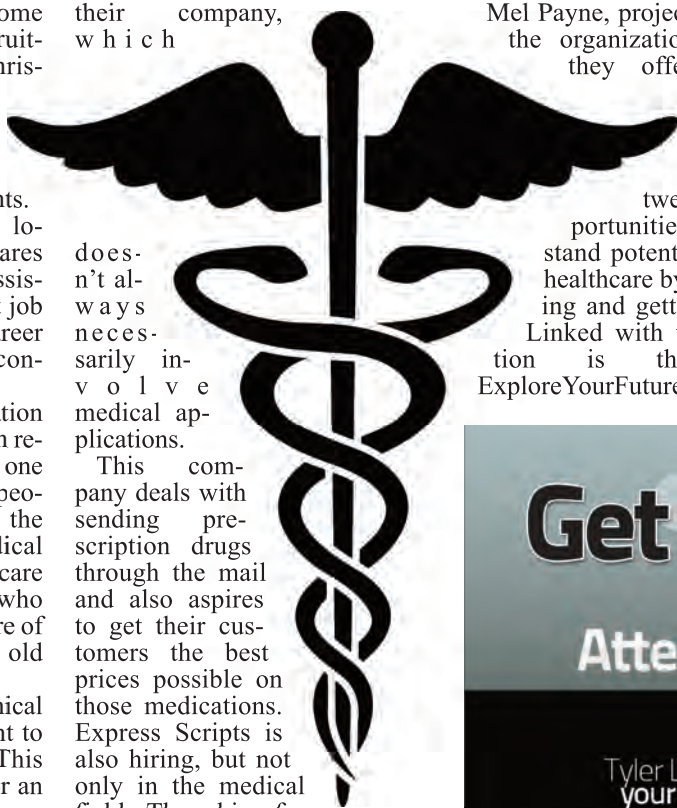 ome
ruit-
hris-
nts.
lo-
ares
ssis-
t job
reer
con-
ation
n re-
one
peo-
the
dical
care
who
re of
old
nical
nt to
This
r an
their company,
which
does-
n't al-
ways
neces-
sarily in-
volve
medical ap-
plications.
This com-
pany deals with
sending pre-
scription drugs
through the mail
and also aspires
to get their cus-
tomers the best
prices possible on
those medications.
Express Scripts is
also hiring, but not
only in the medical
Mel Payne, projec
the organizatio
they offe
twe
portunitie
stand potent
healthcare by
ing and gett
Linked with
tion is th
ExploreYourFuture
Get
Atte
Tyler L
your